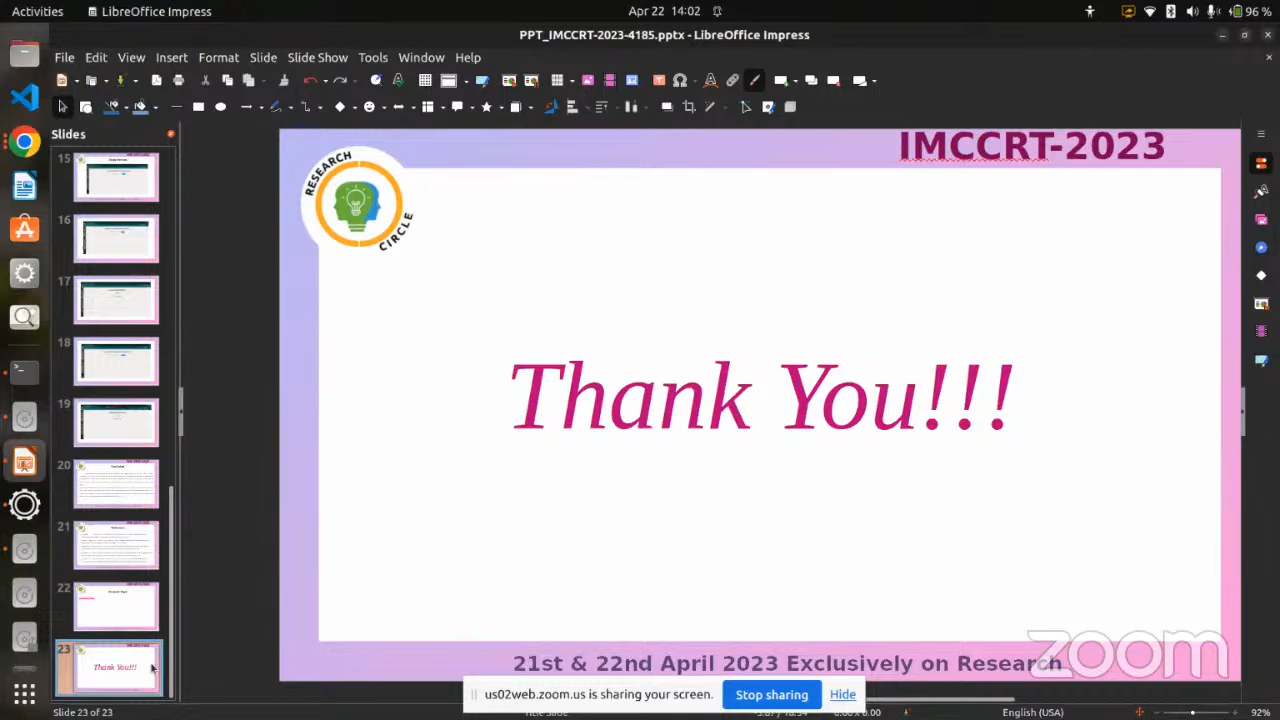 Activities
LibreOffice Impress
Apr 22 14:02
96 %
PPT_IMCCRT-2023-4185.pptx - LibreOffice Impress
File Edit View Insert Format Slide Slide Show Tools Window Help
Slides
15
16
17
18
19
20
21
22
23
Thank You!!!
IMCCRT-2023
RESEARCH
CIRCLE
Thank You!!!
21st & 22nd April 2023 Exclusively on Research
zoom
us02web.zoom.us is sharing your screen.
Stop sharing
Hide
Slide 23 of 23
English (USA)
92%